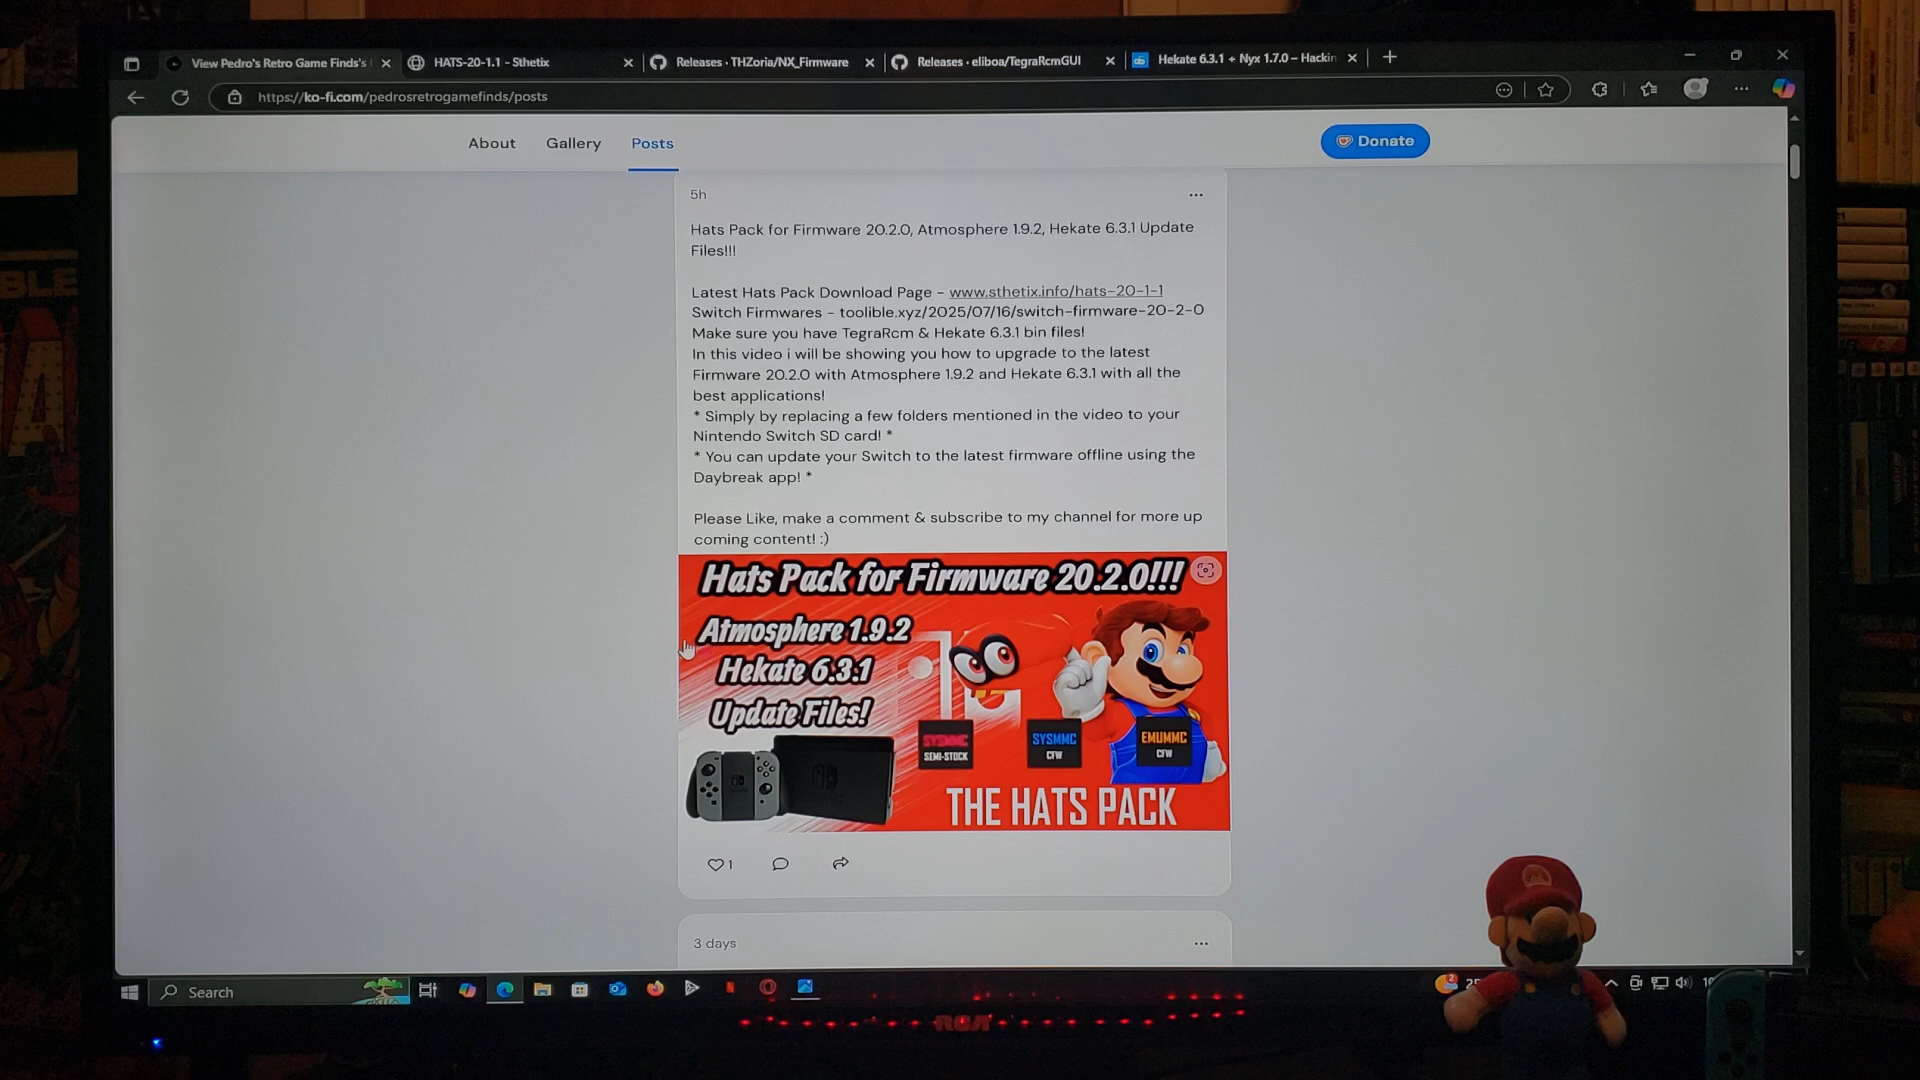 View Pedro's Retro Game Finds's
HATS-20-1.1 - Sthetix
Releases · THZoria/NX_Firmware
Releases · eliboa/TegraRcmGUI
Hekate 6.3.1 + Nyx 1.7.0 – Hackin
https://ko-fi.com/pedrosretrogamefinds/posts
About
Gallery
Posts
Donate
5h
Hats Pack for Firmware 20.2.0, Atmosphere 1.9.2, Hekate 6.3.1 Update
Files!!!
Latest Hats Pack Download Page - www.sthetix.info/hats-20-1-1
Switch Firmwares - toolible.xyz/2025/07/16/switch-firmware-20-2-0
Make sure you have TegraRcm & Hekate 6.3.1 bin files!
In this video i will be showing you how to upgrade to the latest
Firmware 20.2.0 with Atmosphere 1.9.2 and Hekate 6.3.1 with all the
best applications!
* Simply by replacing a few folders mentioned in the video to your
Nintendo Switch SD card! *
* You can update your Switch to the latest firmware offline using the
Daybreak app! *
Please Like, make a comment & subscribe to my channel for more up
coming content! :)
Hats Pack for Firmware 20.2.0!!!
Atmosphere 1.9.2
Hekate 6.3.1
Update Files!
SYSMMC
SEMI-STOCK
SYSMMC
CFW
EMUMMC
CFW
THE HATS PACK
1
3 days
Search
RCA